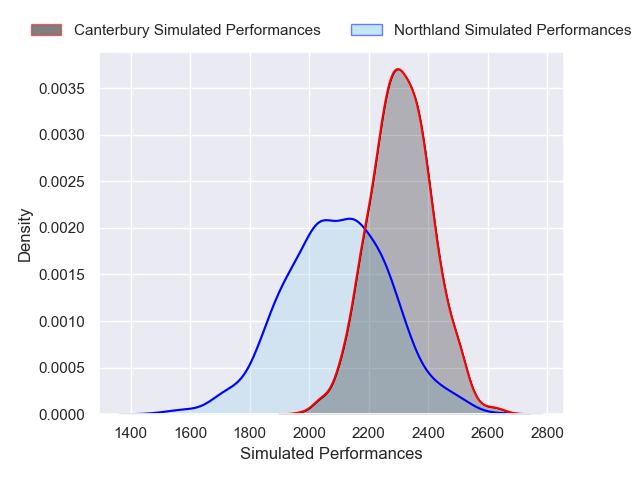 Canterbury Simulated Performances
Northland Simulated Performances
0.0035
0.0030
0.0025
0.0020
0.0015
0.0010
0.0005
0.0000
Density
1400 1600 1800 2000 2200 2400 2600 2800
Simulated Performances